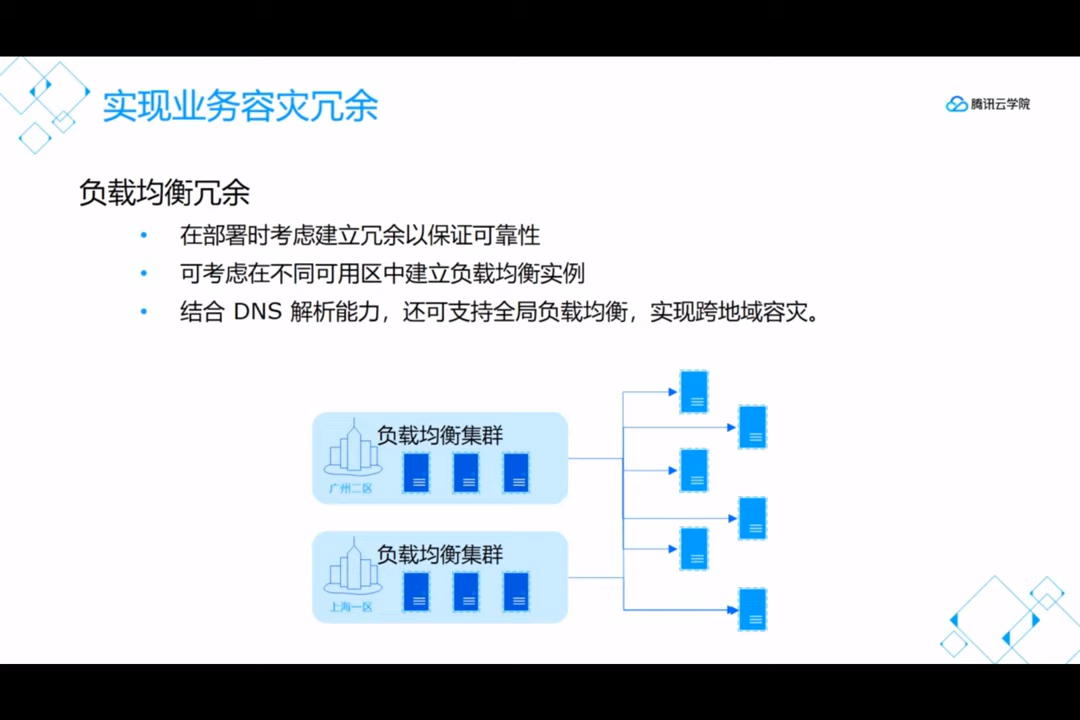 实现业务容灾冗余
腾讯云学院
负载均衡冗余
• 在部署时考虑建立冗余以保证可靠性
• 可考虑在不同可用区中建立负载均衡实例
• 结合 DNS 解析能力，还可支持全局负载均衡，实现跨地域容灾。
负载均衡集群
广州二区
负载均衡集群
上海一区